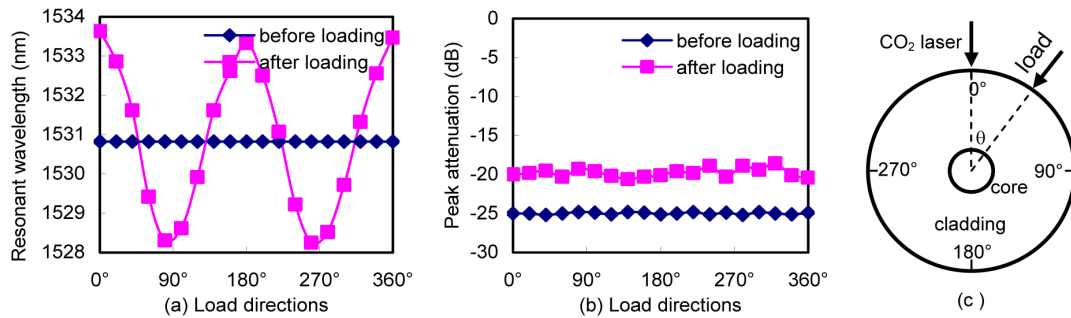 Resonant wavelength (nm)
1534
1533
1532
1531
1530
1529
1528
before loading
after loading
0° 90° 180° 270° 360°
(a) Load directions
Peak attenuation (dB)
0
-5
-10
-15
-20
-25
-30
before loading
after loading
0° 90° 180° 270° 360°
(b) Load directions
CO₂ laser
load
0°
θ
270°
90°
core
cladding
180°
(c )